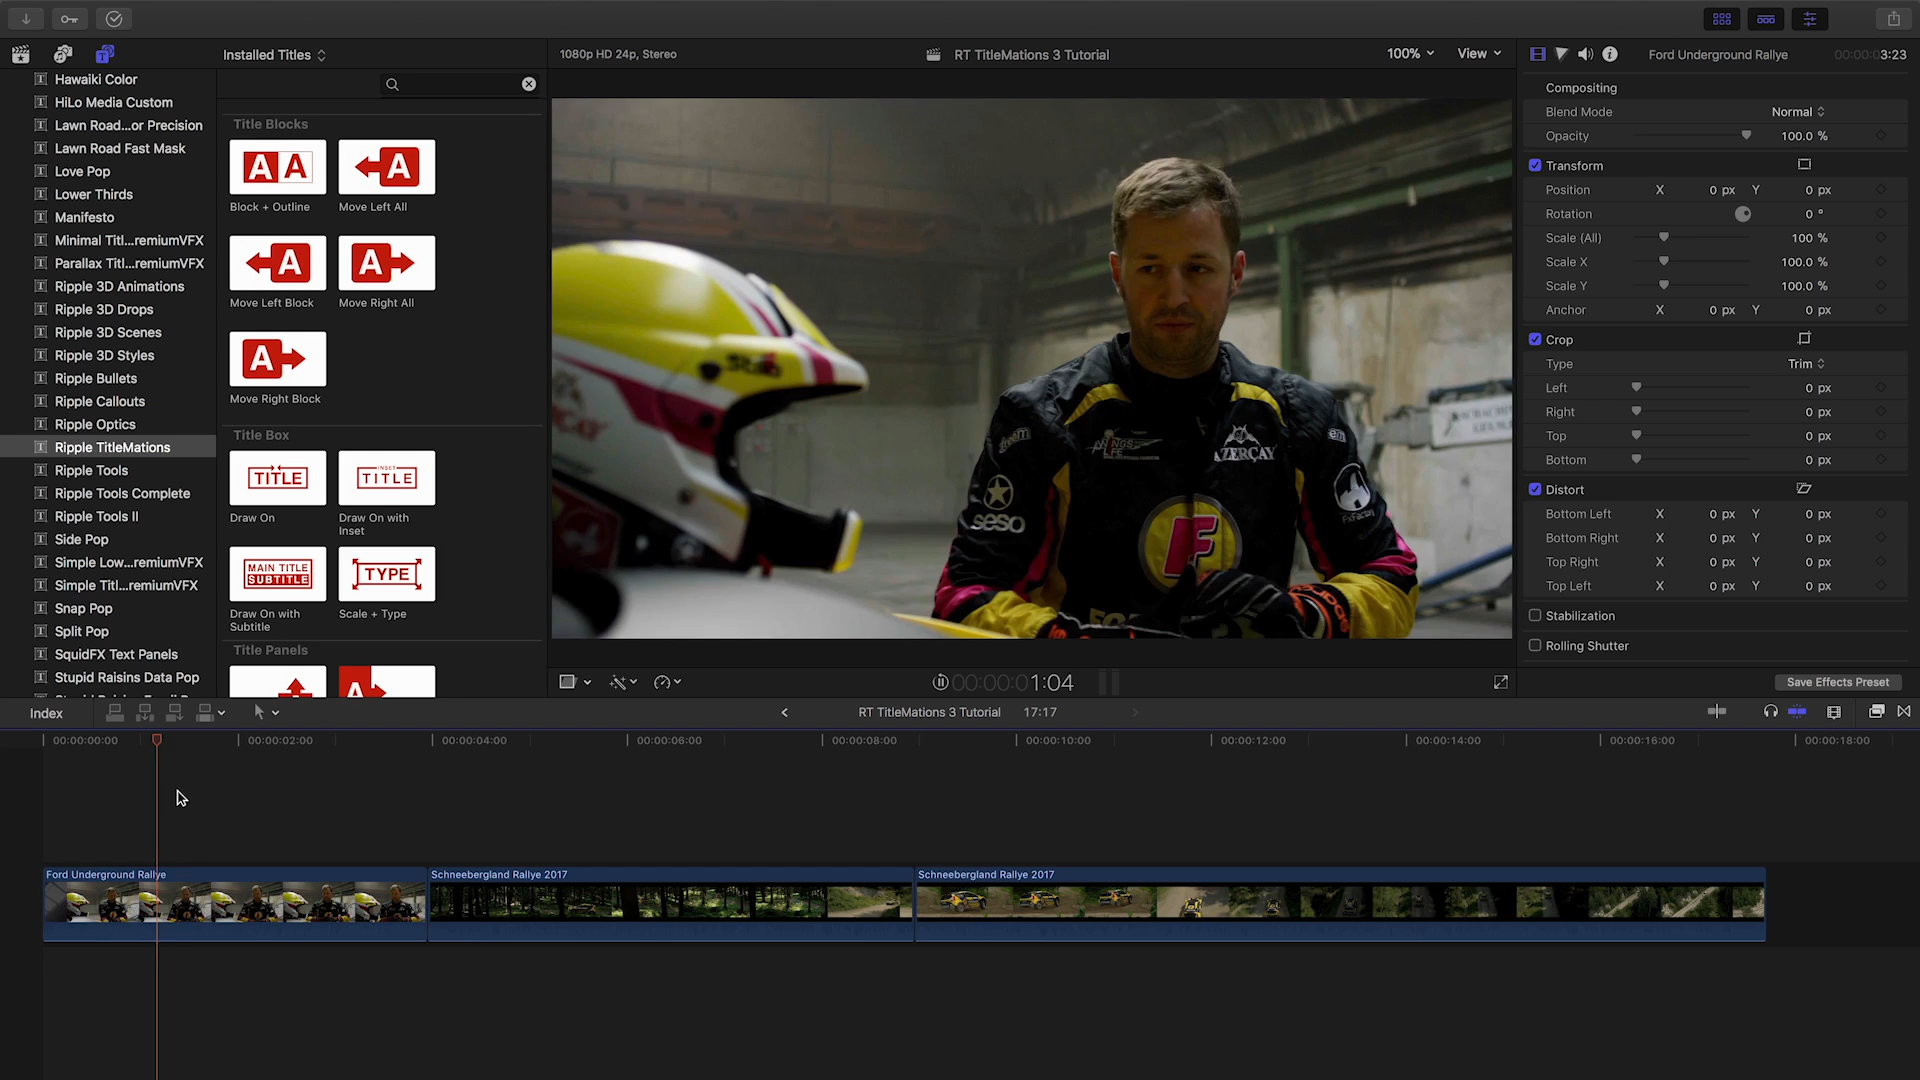 Installed Titles
1080p HD 24p, Stereo
RT TitleMations 3 Tutorial
100%
View
Ford Underground Rallye
00:00:03:23
Hawaiki Color
HiLo Media Custom
Lawn Road...or Precision
Lawn Road Fast Mask
Love Pop
Lower Thirds
Manifesto
Minimal Titl...remiumVFX
Parallax Titl...remiumVFX
Ripple 3D Animations
Ripple 3D Drops
Ripple 3D Scenes
Ripple 3D Styles
Ripple Bullets
Ripple Callouts
Ripple Optics
Ripple TitleMations
Ripple Tools
Ripple Tools Complete
Ripple Tools II
Side Pop
Simple Low...remiumVFX
Simple Titl...remiumVFX
Snap Pop
Split Pop
SquidFX Text Panels
Stupid Raisins Data Pop
Title Blocks
A A
A
Block + Outline
Move Left All
A
A
Move Left Block
Move Right All
A
Move Right Block
Title Box
TITLE
INSET
TITLE
Draw On
Draw On with
Inset
MAIN TITLE
SUBTITLE
TYPE
Draw On with
Subtitle
Scale + Type
Title Panels
A
AZERÇAY
seso
FxFactory
F
Compositing
Blend Mode
Normal
Opacity
100.0 %
Transform
Position X 0 px Y 0 px
Rotation 0 °
Scale (All) 100 %
Scale X 100.0 %
Scale Y 100.0 %
Anchor X 0 px Y 0 px
Crop
Type Trim
Left 0 px
Right 0 px
Top 0 px
Bottom 0 px
Distort
Bottom Left X 0 px Y 0 px
Bottom Right X 0 px Y 0 px
Top Right X 0 px Y 0 px
Top Left X 0 px Y 0 px
Stabilization
Rolling Shutter
Save Effects Preset
00:00:01:04
Index
RT TitleMations 3 Tutorial
17:17
00:00:00:00
00:00:02:00
00:00:04:00
00:00:06:00
00:00:08:00
00:00:10:00
00:00:12:00
00:00:14:00
00:00:16:00
00:00:18:00
Ford Underground Rallye
Schneebergland Rallye 2017
Schneebergland Rallye 2017